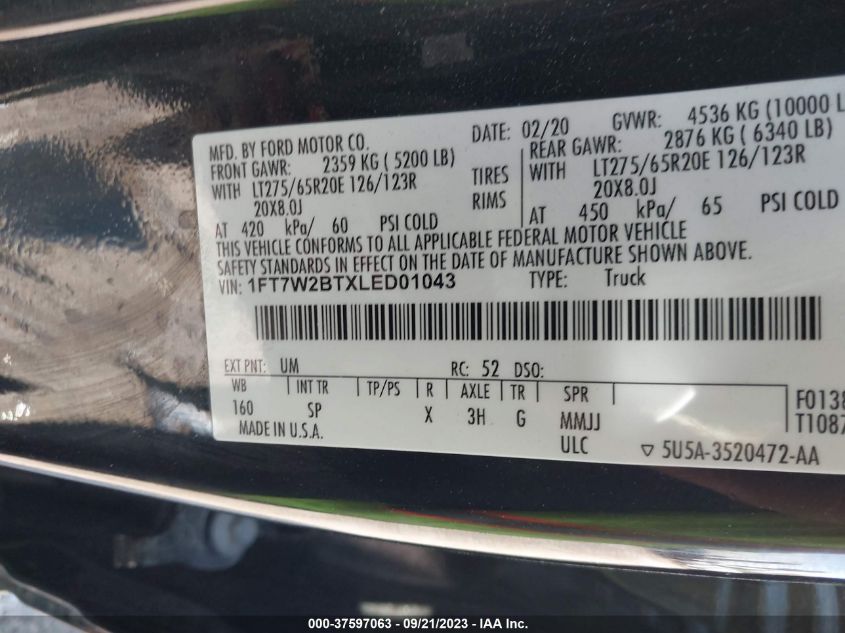 MFD. BY FORD MOTOR CO. DATE: 02/20 GVWR: 4536 KG (10000 L
FRONT GAWR: 2359 KG ( 5200 LB) REAR GAWR: 2876 KG ( 6340 LB)
WITH LT275/65R20E 126/123R TIRES WITH LT275/65R20E 126/123R
20X8.0J RIMS 20X8.0J
AT 420 kPa/ 60 PSI COLD AT 450 kPa/ 65 PSI COLD
THIS VEHICLE CONFORMS TO ALL APPLICABLE FEDERAL MOTOR VEHICLE
SAFETY STANDARDS IN EFFECT ON THE DATE OF MANUFACTURE SHOWN ABOVE.
VIN: 1FT7W2BTXLED01043 TYPE: Truck
EXT PNT: UM RC: 52 DSO:
WB INT TR TP/PS R AXLE TR SPR
160 SP X 3H G MMJJ F0138
MADE IN U.S.A. ULC T1087
5U5A-3520472-AA
000-37597063 - 09/21/2023 - IAA Inc.